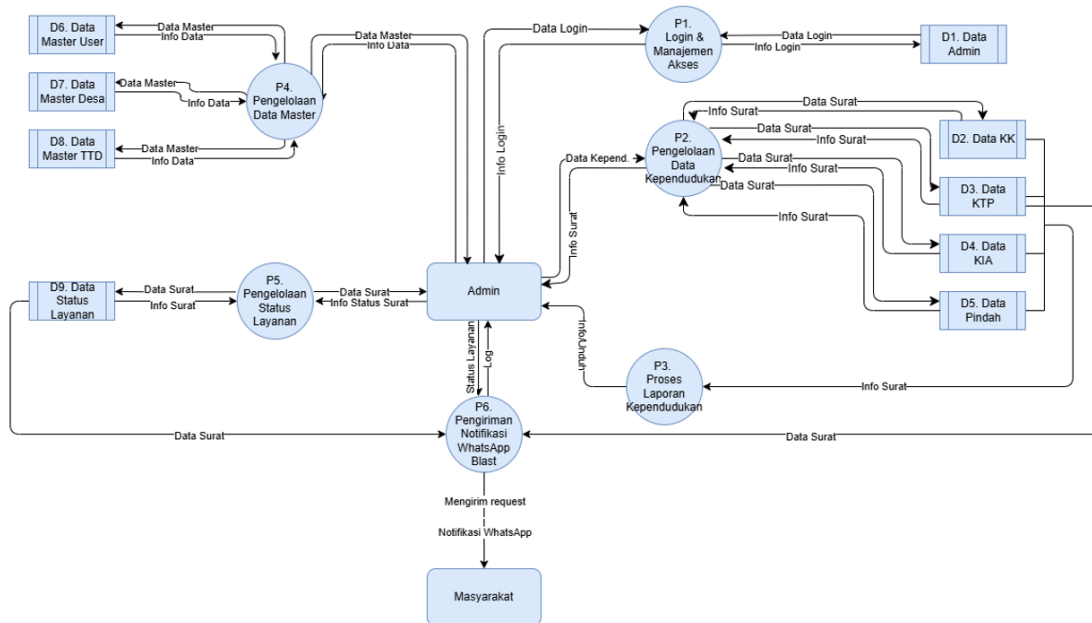 D6. Data
Master User
Data Master
Info Data
D7. Data
Master Desa
Data Master
Info Data
D8. Data
Master TTD
Data Master
Info Data
P4.
Pengelolaan
Data Master
Data Master
Info Data
Data Login
Info Login
P1.
Login &
Manajemen
Akses
Data Login
Info Login
D1. Data
Admin
Data Kepend.
Info Surat
P2.
Pengelolaan
Data
Kependudukan
Data Surat
Info Surat
Data Surat
Info Surat
Data Surat
Info Surat
Data Surat
Info Surat
D2. Data KK
D3. Data
KTP
D4. Data
KIA
D5. Data
Pindah
D9. Data
Status
Layanan
Data Surat
Info Surat
P5.
Pengelolaan
Status
Layanan
Data Surat
Info Status Surat
Admin
Status Layanan
Log
P3.
Proses
Laporan
Kependudukan
Info Surat
Data Surat
P6.
Pengiriman
Notifikasi
WhatsApp
Blast
Data Surat
Mengirim request
Notifikasi WhatsApp
Masyarakat